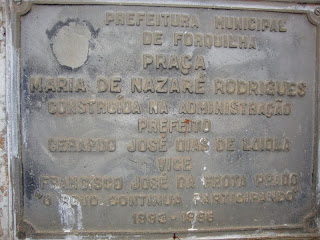 PREFEITURA MUNICIPAL
DE FORQUILHA
PRAÇA
MARIA DE NAZARÉ RODRIGUES
CONSTRUÍDA NA ADMINISTRAÇÃO
PREFEITO
GERARDO JOSÉ DIAS DE LOIOLA
VICE
FRANCISCO JOSÉ DA FROTA PRADO
"O POVO CONTINUA PARTICIPANDO"
1993-1996